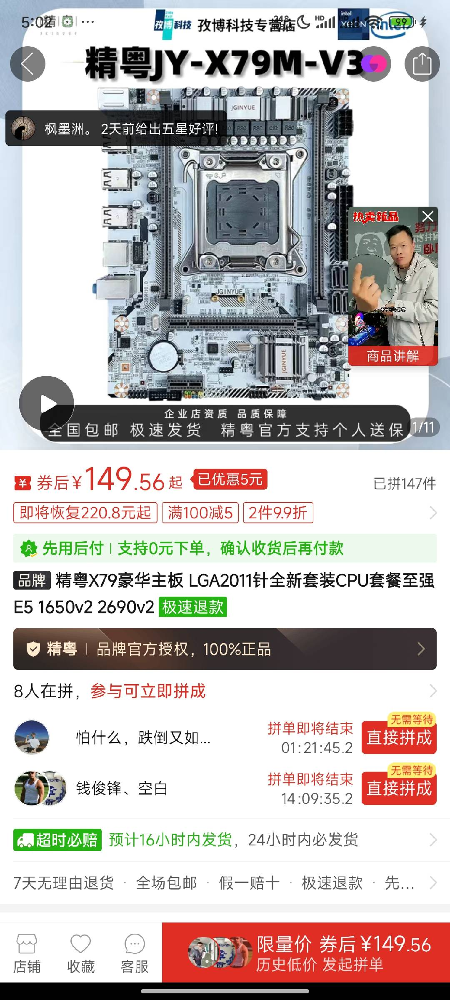 5:02 ··· HD HD 99
孜博科技 孜博科技专营店
intel XEON intel
精粤JY-X79M-V3
JGINYUE
枫墨洲。 2天前给出五星好评!
R80 R80 R80
热卖新品
努力
商品讲解
JGINYUE
JGINYUE
企业店资质 品质保障
全国包邮 极速发货 精粤官方支持个人送保
1/11
券后¥149.56起 已优惠5元 已拼147件
即将恢复220.8元起 满100减5 2件9.9折
先用后付 | 支持0元下单，确认收货后再付款
品牌 精粤X79豪华主板 LGA2011针全新套装CPU套餐至强
E5 1650v2 2690v2 极速退款
精粤 | 品牌官方授权，100%正品
8人在拼，参与可立即拼成
怕什么，跌倒又如... 拼单即将结束 01:21:45.2 无需等待 直接拼成
钱俊锋、空白 拼单即将结束 14:09:35.2 无需等待 直接拼成
超时必赔 预计16小时内发货，24小时内必发货
7天无理由退货 · 全场包邮 · 假一赔十 · 极速退款 · 先...
店铺 收藏 客服
限量价 券后¥149.56
历史低价 发起拼单